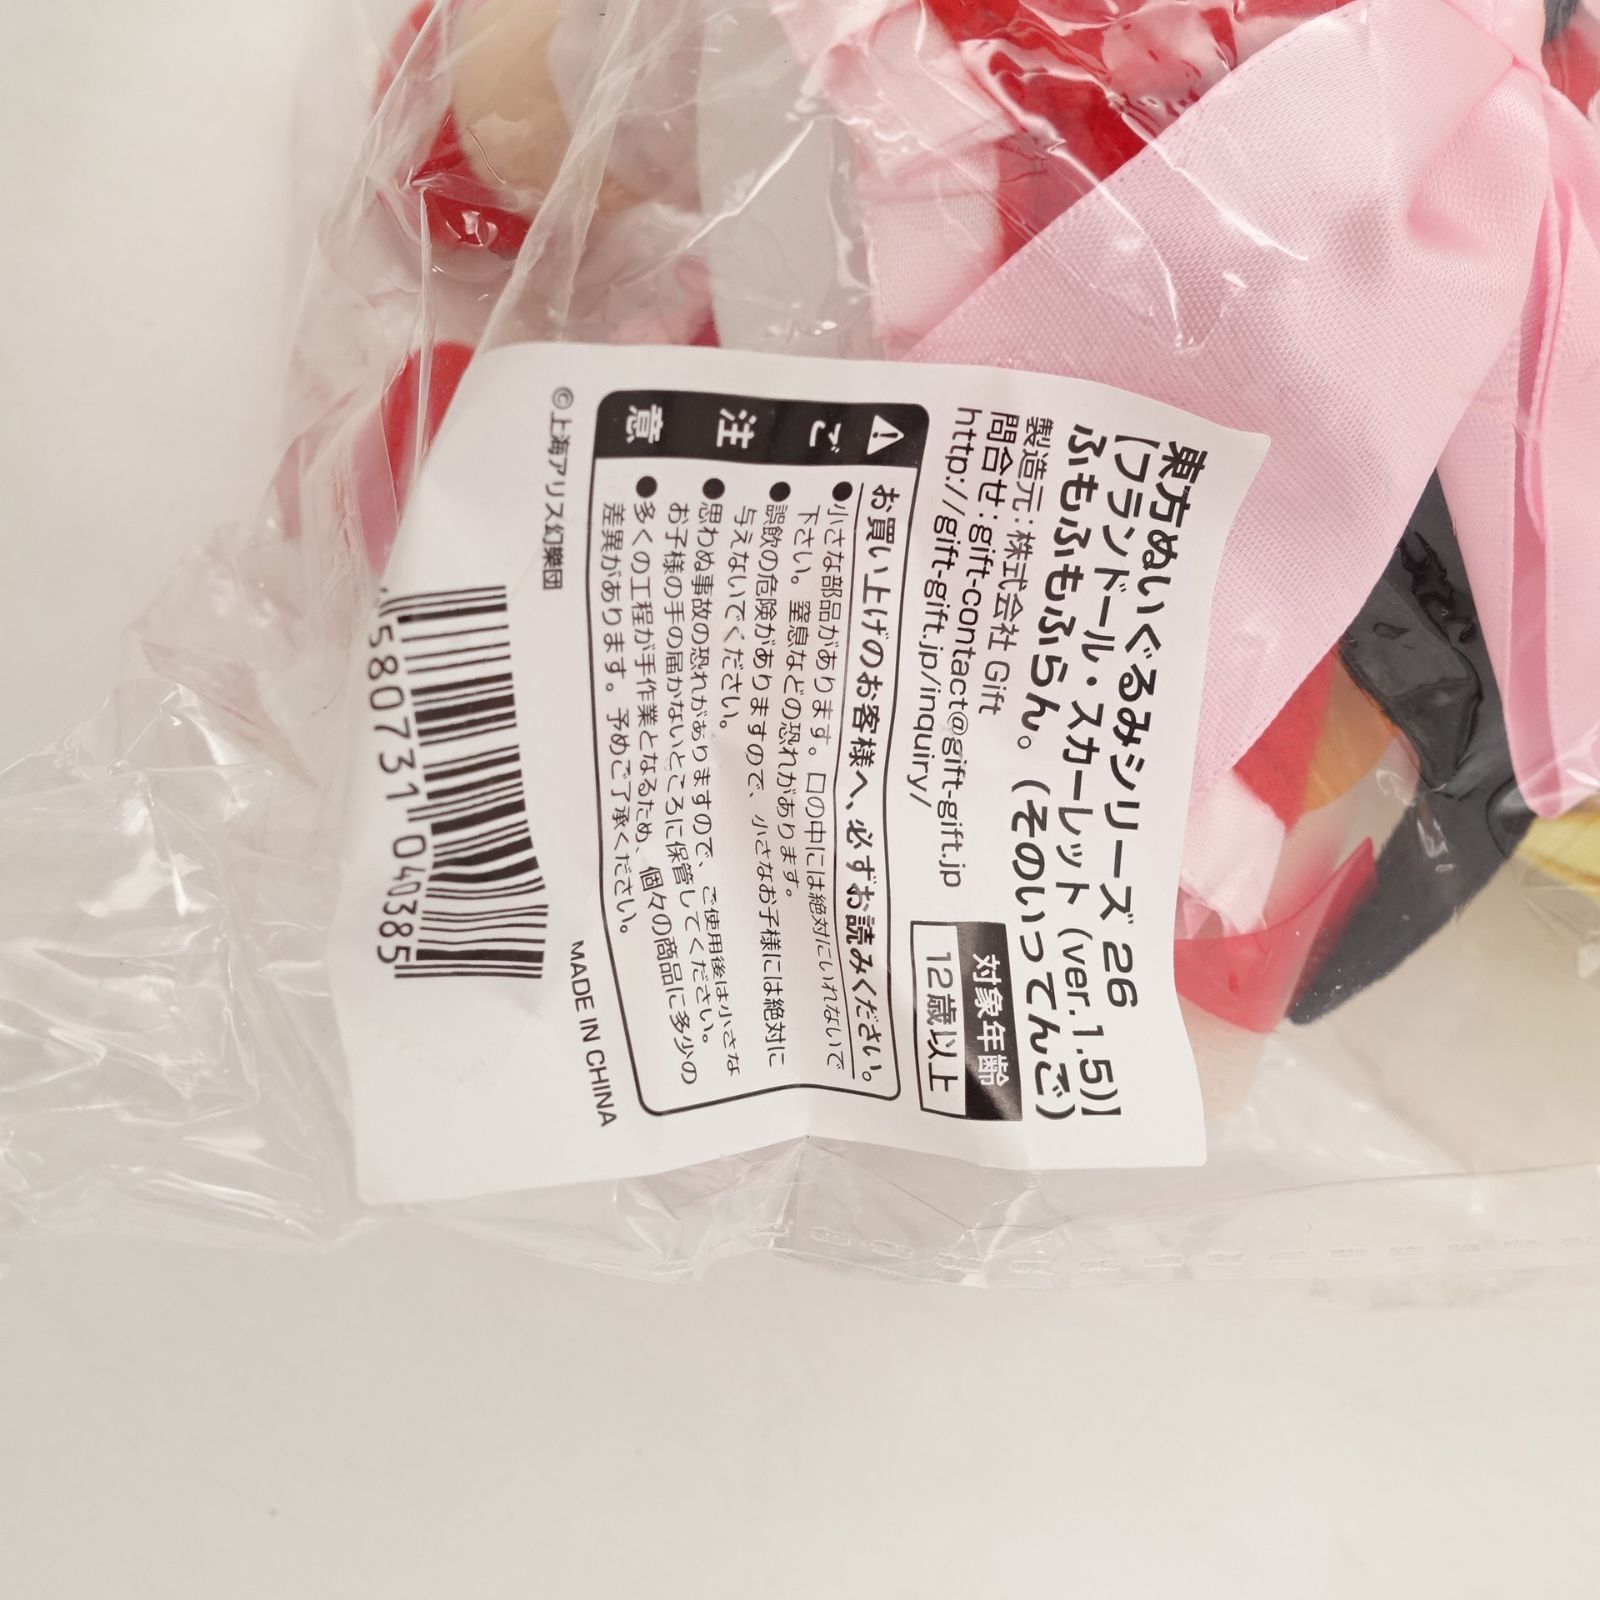 東方ぬいぐるみシリーズ 26
【フランドール・スカーレット (ver.1.5)】
ふもふもふらん。(そのいってんご)
製造元:株式会社 Gift
問合せ:gift-contact@gift-gift.jp
http://gift-gift.jp/inquiry/
対象年齢
12歳以上
ご注意
お買い上げのお客様へ、必ずお読みください。
●小さな部品があります。口の中には絶対にいれないで
下さい。窒息などの恐れがあります。
●誤飲の危険がありますので、小さなお子様には絶対に
与えないでください。
●思わぬ事故の恐れがありますので、ご使用後は小さな
お子様の手の届かないところに保管してください。
●多くの工程が手作業となるため、個々の商品に多少の
差異があります。予めご了承ください。
©上海アリス幻樂団
MADE IN CHINA
580731 040385